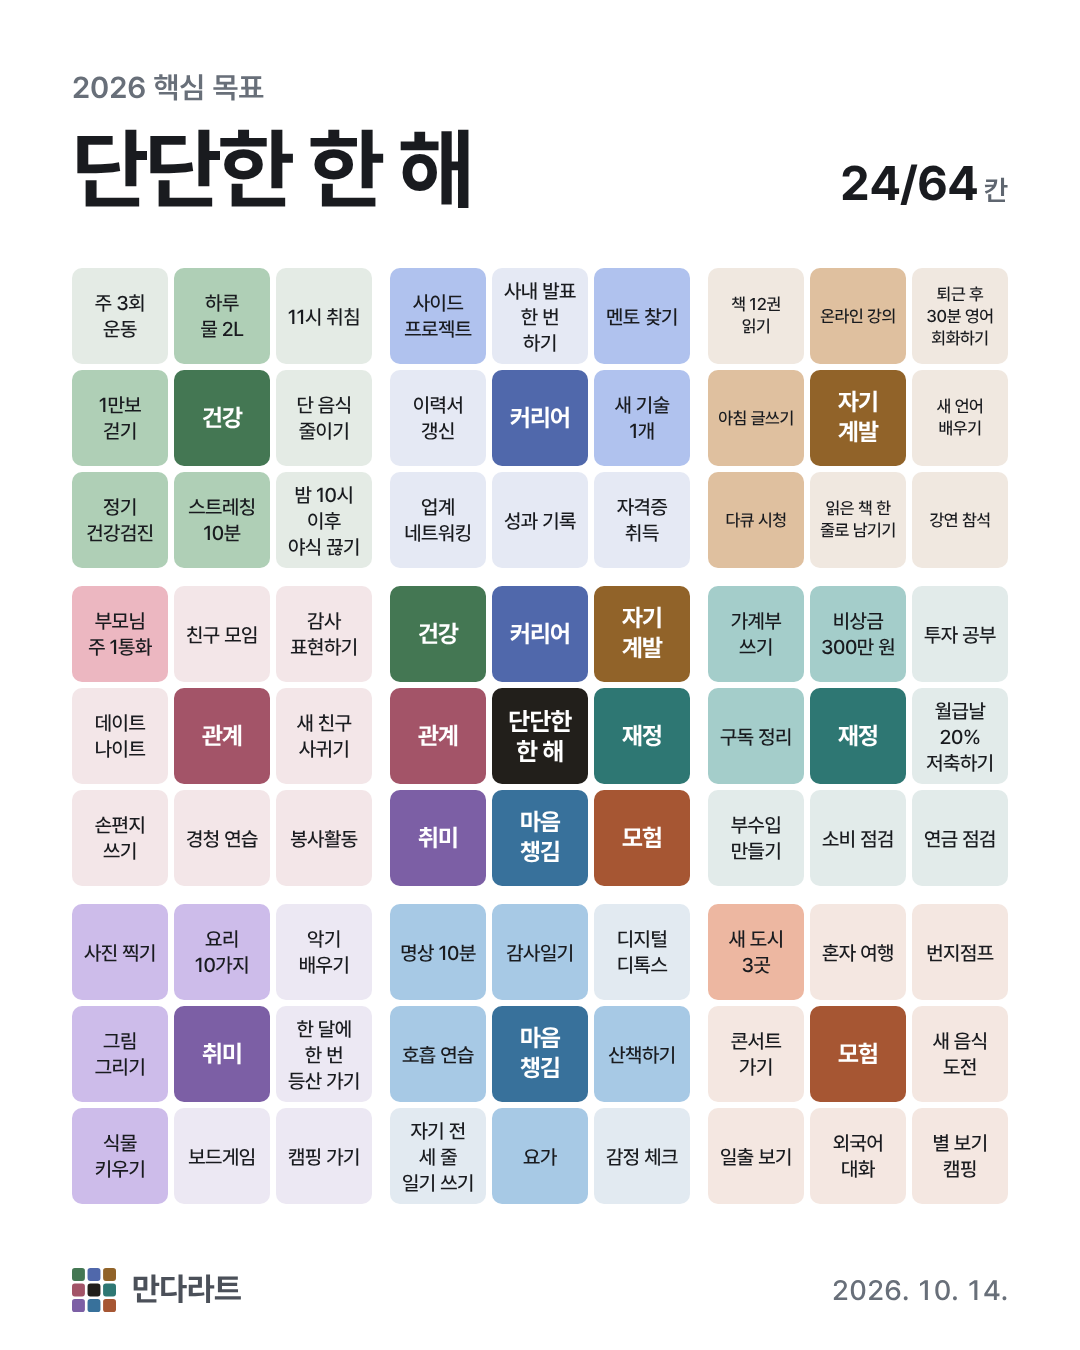 2026 핵심 목표
단단한 한 해
24/64 칸
주 3회
운동
하루
물 2L
11시 취침
1만보
걷기
건강
단 음식
줄이기
정기
건강검진
스트레칭
10분
밤 10시
이후
야식 끊기
사이드
프로젝트
사내 발표
한 번
하기
멘토 찾기
이력서
갱신
커리어
새 기술
1개
업계
네트워킹
성과 기록
자격증
취득
책 12권
읽기
온라인 강의
퇴근 후
30분 영어
회화하기
아침 글쓰기
자기
계발
새 언어
배우기
다큐 시청
읽은 책 한
줄로 남기기
강연 참석
부모님
주 1통화
친구 모임
감사
표현하기
데이트
나이트
관계
새 친구
사귀기
손편지
쓰기
경청 연습
봉사활동
건강
커리어
자기
계발
관계
단단한
한 해
재정
취미
마음
챙김
모험
가계부
쓰기
비상금
300만 원
투자 공부
구독 정리
재정
월급날
20%
저축하기
부수입
만들기
소비 점검
연금 점검
사진 찍기
요리
10가지
악기
배우기
그림
그리기
취미
한 달에
한 번
등산 가기
식물
키우기
보드게임
캠핑 가기
명상 10분
감사일기
디지털
디톡스
호흡 연습
마음
챙김
산책하기
자기 전
세 줄
일기 쓰기
요가
감정 체크
새 도시
3곳
혼자 여행
번지점프
콘서트
가기
모험
새 음식
도전
일출 보기
외국어
대화
별 보기
캠핑
만다라트
2026. 10. 14.